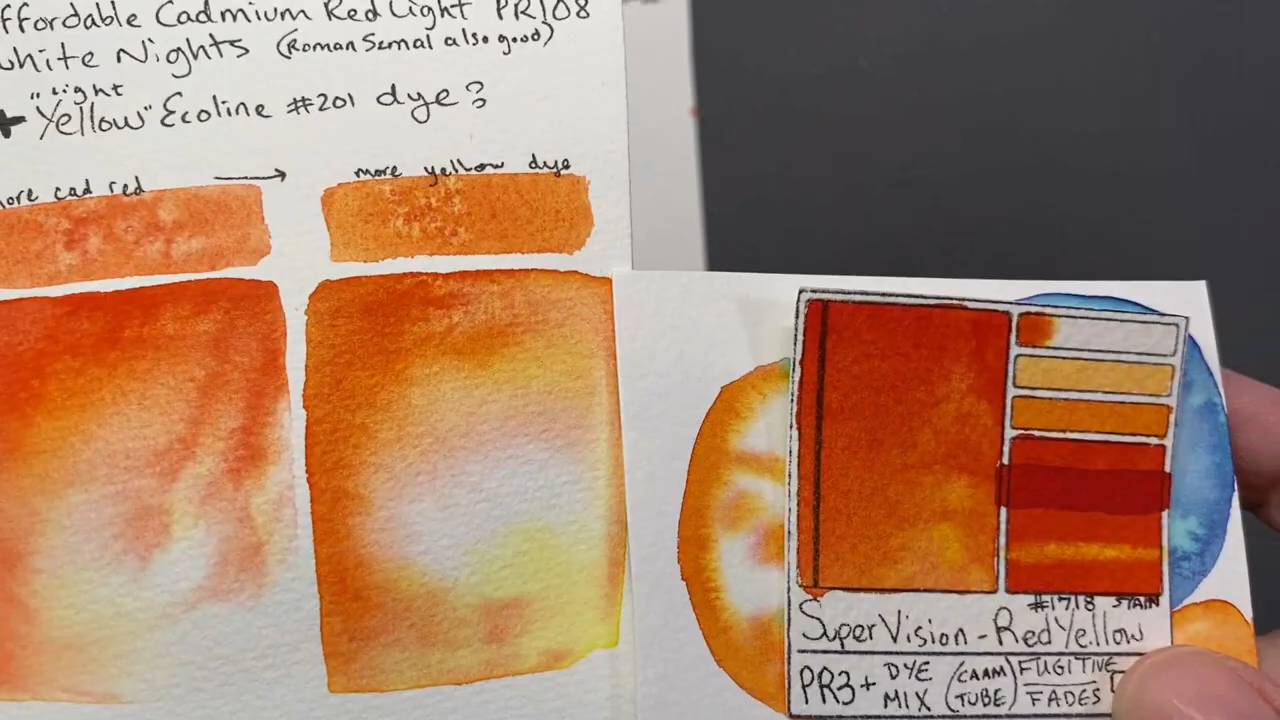 ffordable Cadmium Red Light PR108
White Nights (Roman Szmal also good)
"light
+ Yellow" Ecoline #201 dye?
more cad red → more yellow dye
#1718 STAIN
SuperVision - Red Yellow
PR3 + DYE MIX (CAAM TUBE) FUGITIVE FADES